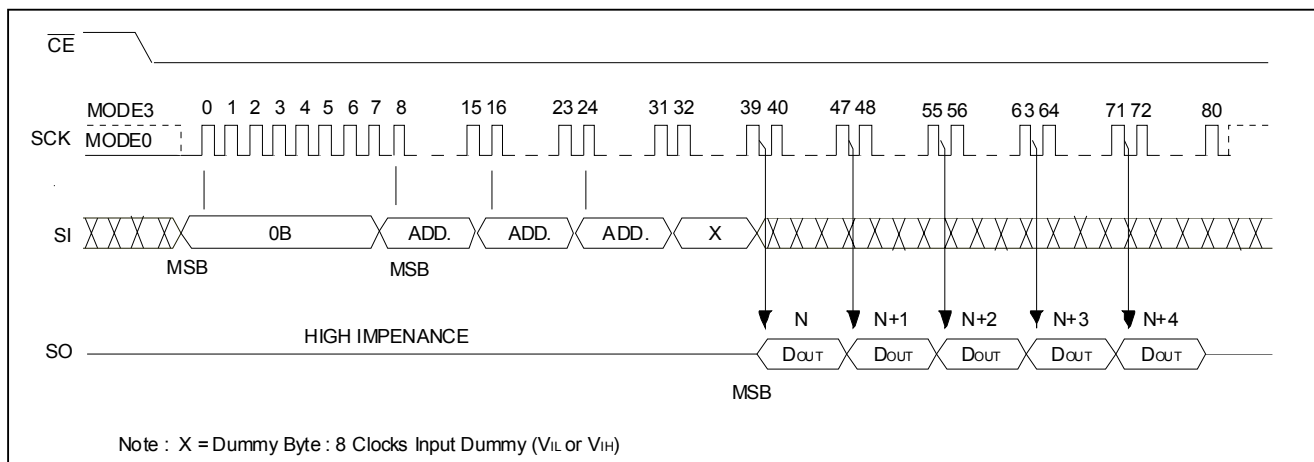 CE
MODE3 0 1 2 3 4 5 6 7 8 15 16 23 24 31 32 39 40 47 48 55 56 63 64 71 72 80
SCK MODE0
SI 0B ADD. ADD. ADD. X
MSB MSB
N N+1 N+2 N+3 N+4
HIGH IMPENANCE
SO DOUT DOUT DOUT DOUT DOUT
MSB
Note : X = Dummy Byte : 8 Clocks Input Dummy (VIL or VIH)